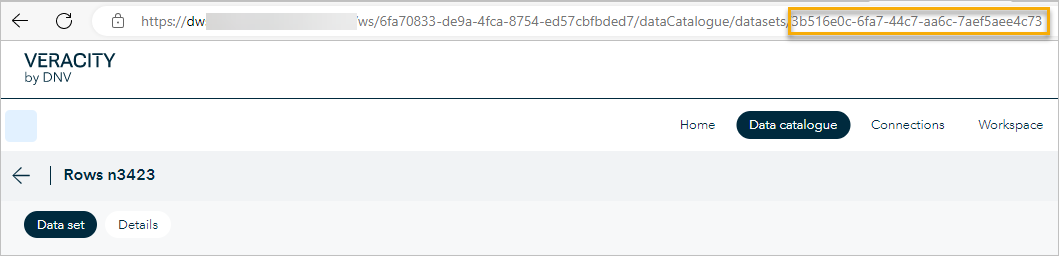 https://dw /ws/6fa70833-de9a-4fca-8754-ed57cbfbded7/dataCatalogue/datasets/3b516e0c-6fa7-44c7-aa6c-7aef5aee4c73
VERACITY
by DNV
Home Data catalogue Connections Workspace
Rows n3423
Data set Details